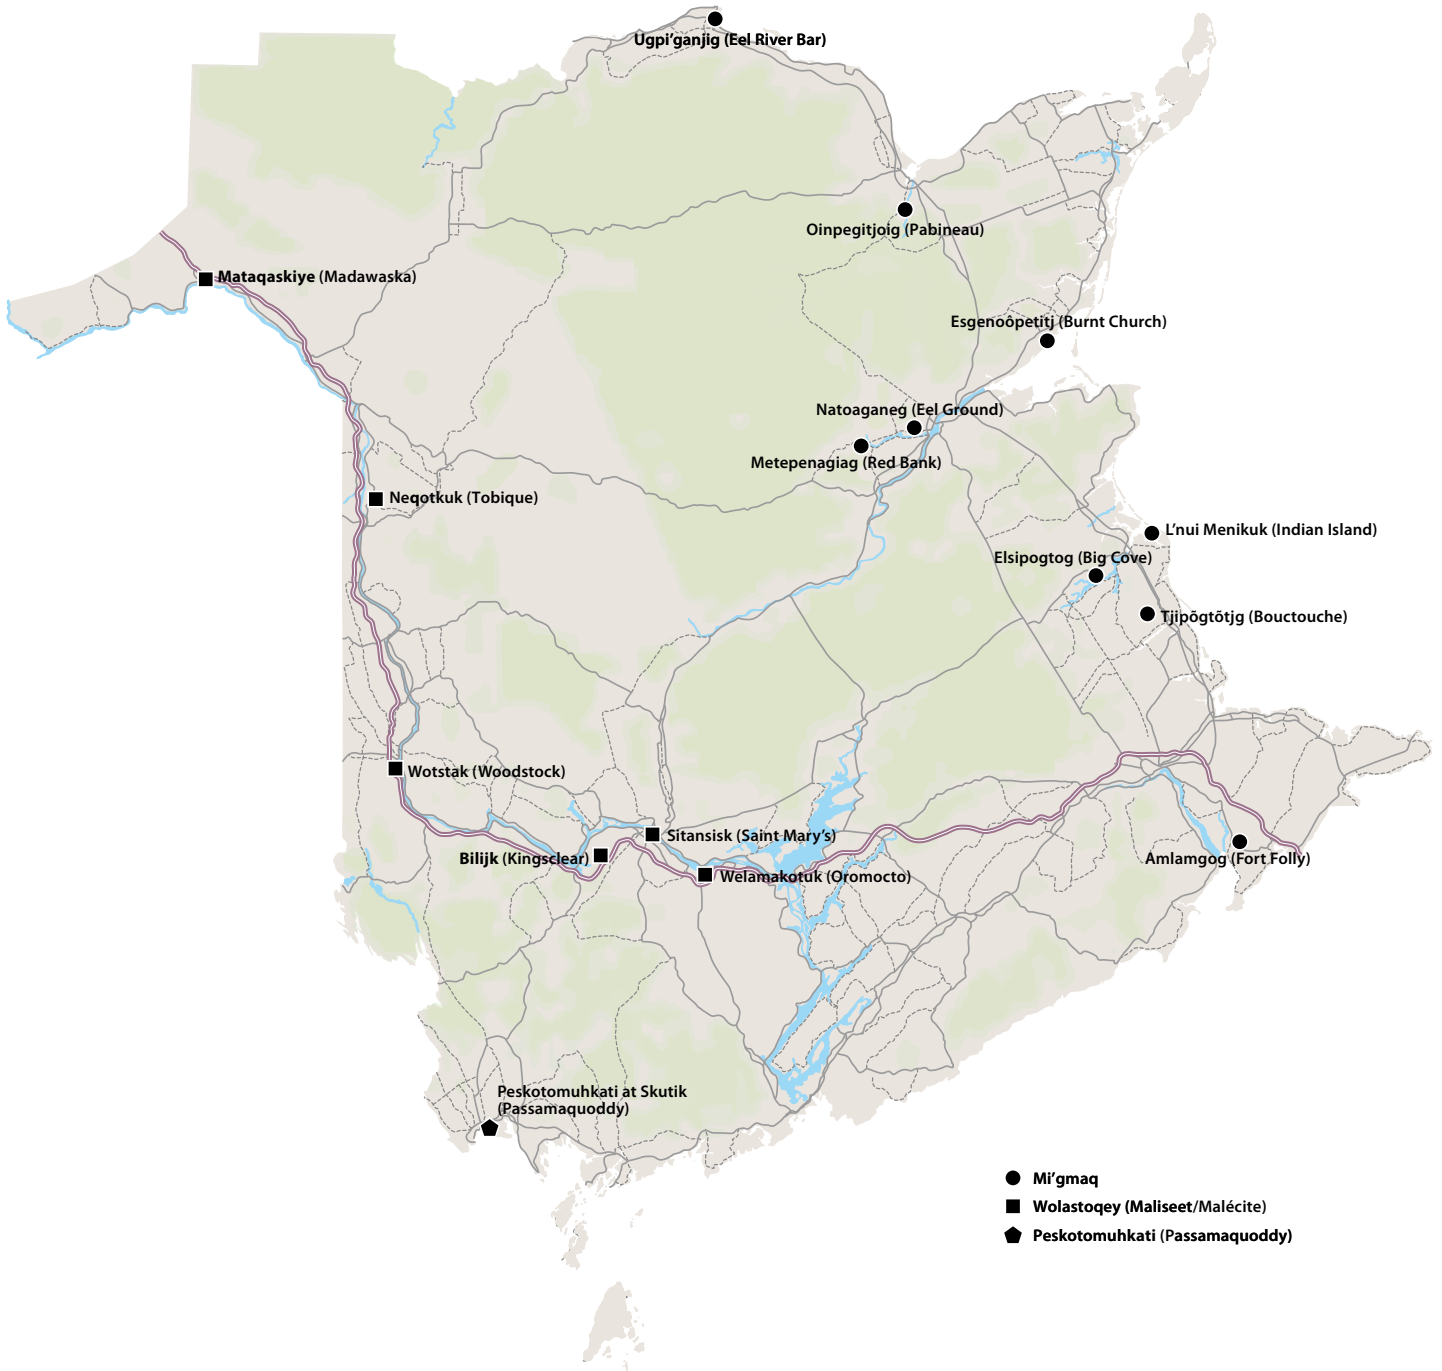 Ugpi'ganjig (Eel River Bar)
Oinpegitjoig (Pabineau)
Mataqaskiye (Madawaska)
Esgenoôpetitj (Burnt Church)
Natoaganeg (Eel Ground)
Metepenagiag (Red Bank)
Neqotkuk (Tobique)
L'nui Menikuk (Indian Island)
Elsipogtog (Big Cove)
Tjipõgtõtjg (Bouctouche)
Wotstak (Woodstock)
Sitansisk (Saint Mary's)
Bilijk (Kingsclear)
Amlamgog (Fort Folly)
Welamakotuk (Oromocto)
Peskotomuhkati at Skutik
(Passamaquoddy)
Mi'gmaq
Wolastoqey (Maliseet/Malécite)
Peskotomuhkati (Passamaquoddy)